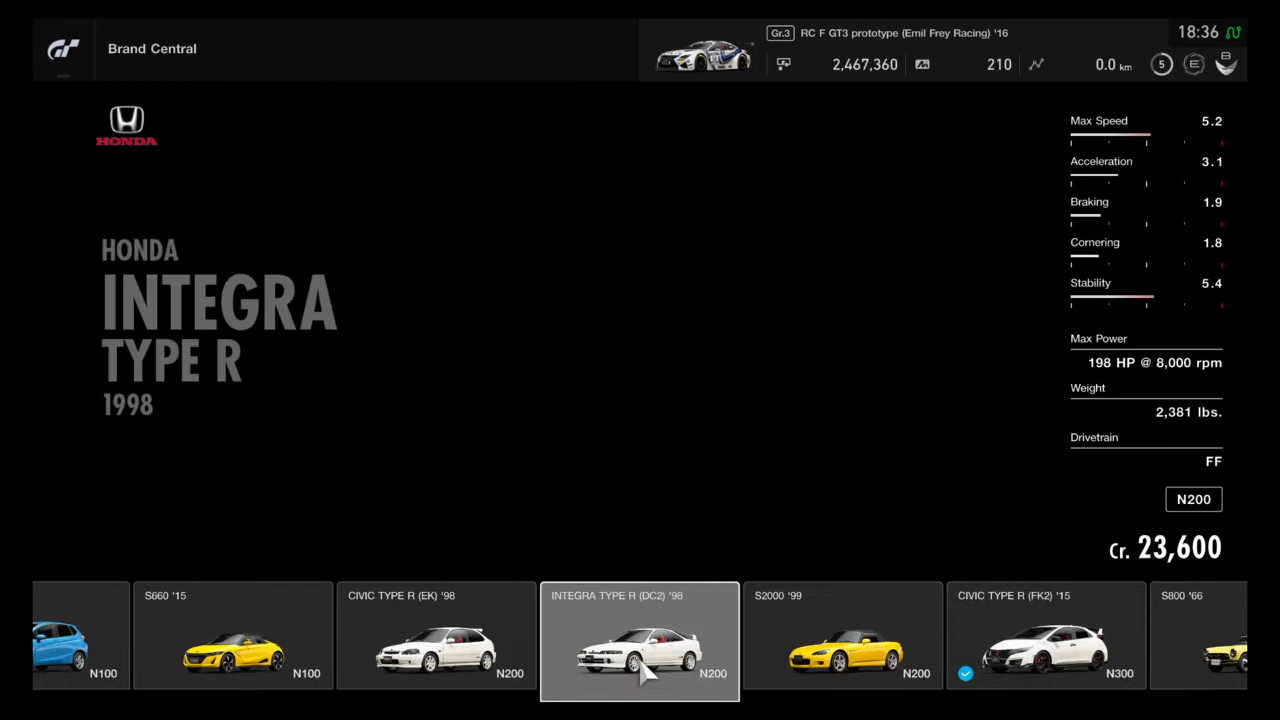 Brand Central
Gr.3 RC F GT3 prototype (Emil Frey Racing) '16
2,467,360
210
0.0 km
5
E
B
18:36
HONDA
HONDA
INTEGRA
TYPE R
1998
Max Speed 5.2
Acceleration 3.1
Braking 1.9
Cornering 1.8
Stability 5.4
Max Power
198 HP @ 8,000 rpm
Weight
2,381 lbs.
Drivetrain
FF
N200
Cr. 23,600
N100
S660 '15
N100
CIVIC TYPE R (EK) '98
N200
INTEGRA TYPE R (DC2) '98
N200
S2000 '99
N200
CIVIC TYPE R (FK2) '15
N300
S800 '66